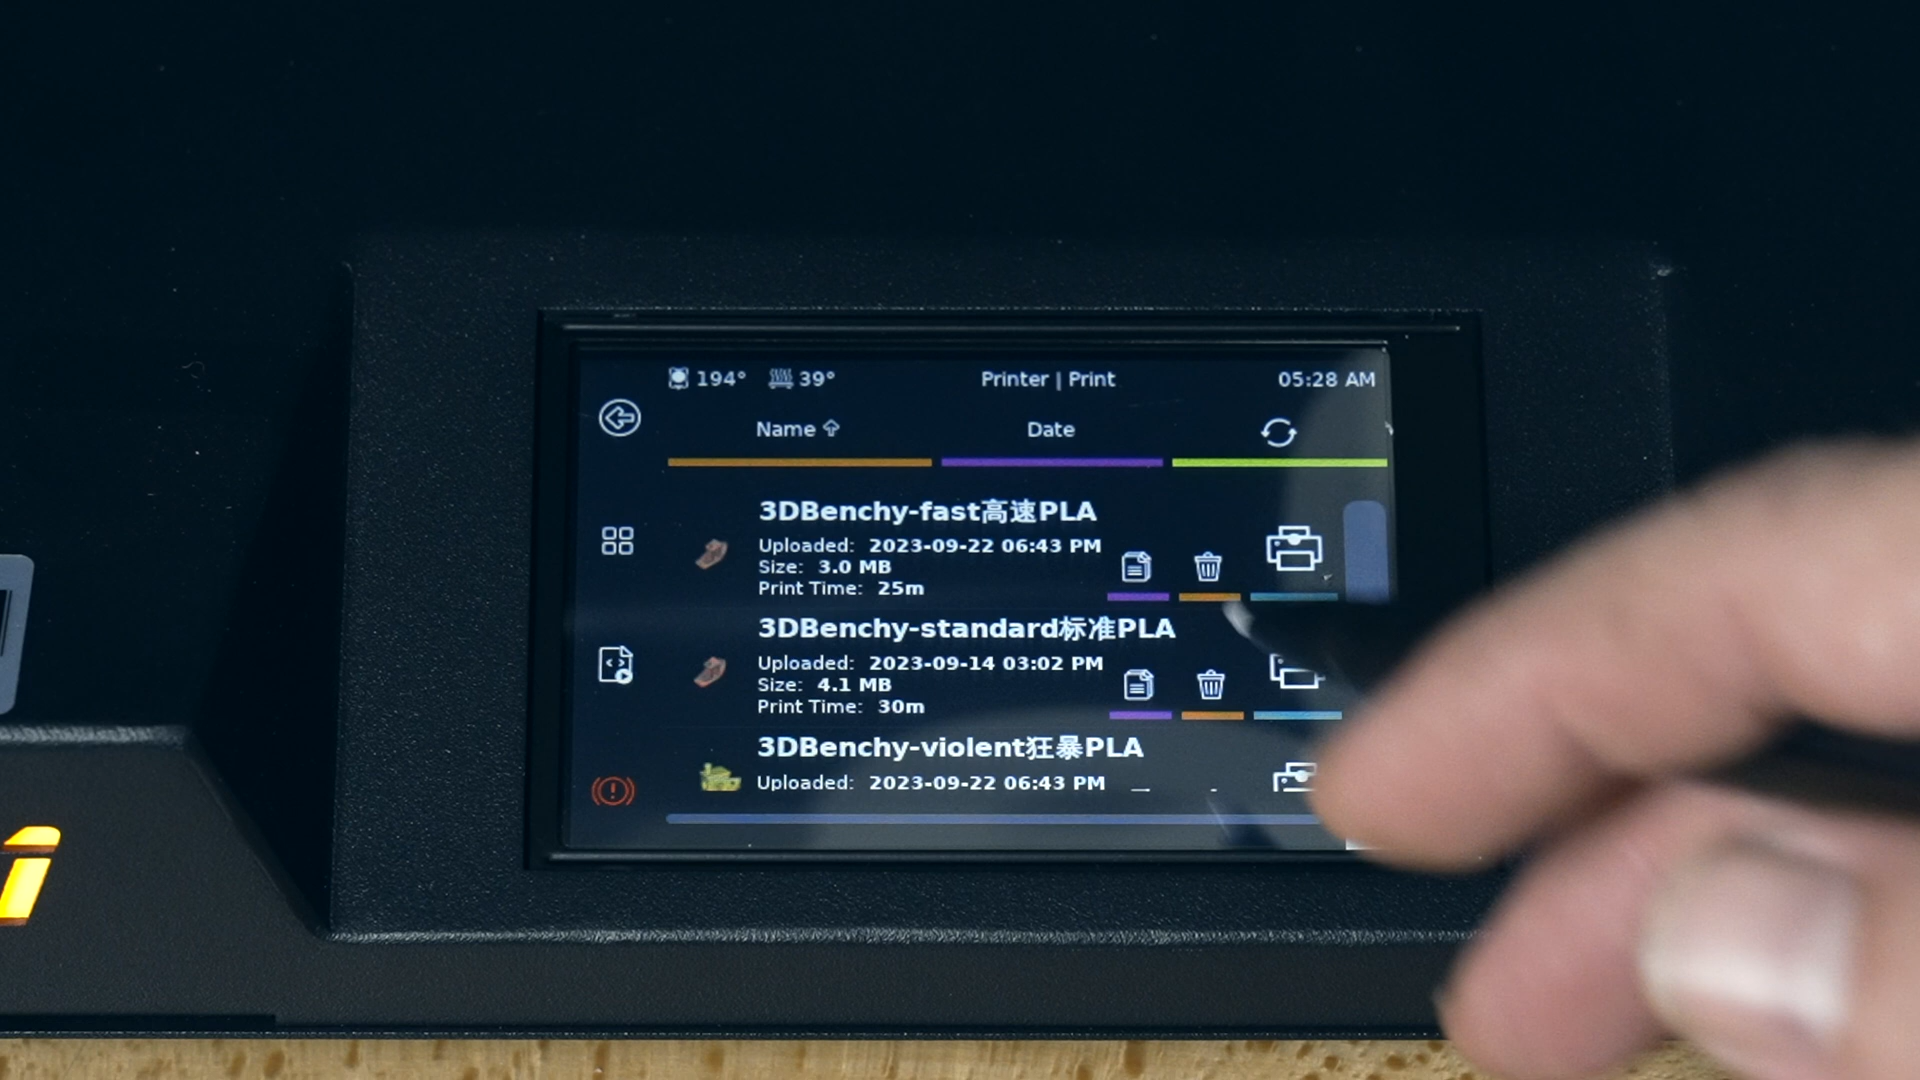 194° 39° Printer | Print 05:28 AM
Name Date
3DBenchy-fast高速PLA
Uploaded: 2023-09-22 06:43 PM
Size: 3.0 MB
Print Time: 25m
3DBenchy-standard标准PLA
Uploaded: 2023-09-14 03:02 PM
Size: 4.1 MB
Print Time: 30m
3DBenchy-violent狂暴PLA
Uploaded: 2023-09-22 06:43 PM
1